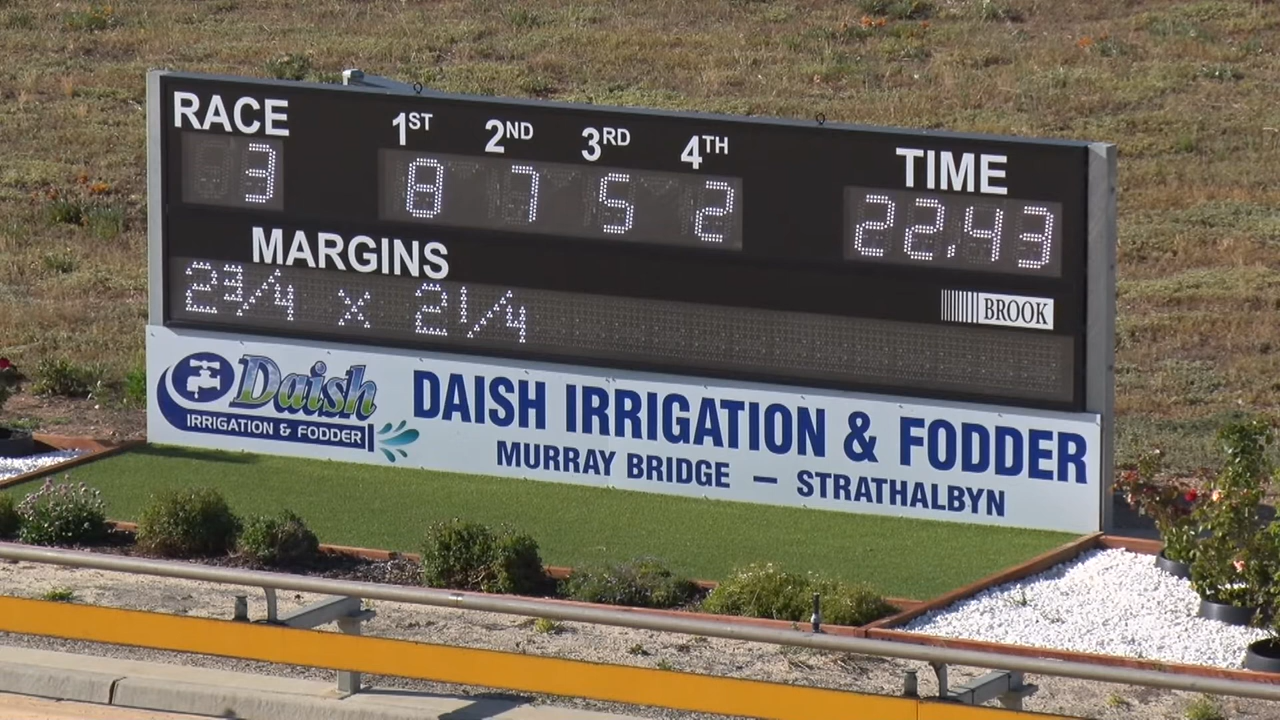 RACE 1ST 2ND 3RD 4TH TIME
3 8 7 5 2 22.43
MARGINS
2 3/4 x 2 1/4
BROOK
Daish
IRRIGATION & FODDER
DAISH IRRIGATION & FODDER
MURRAY BRIDGE – STRATHALBYN